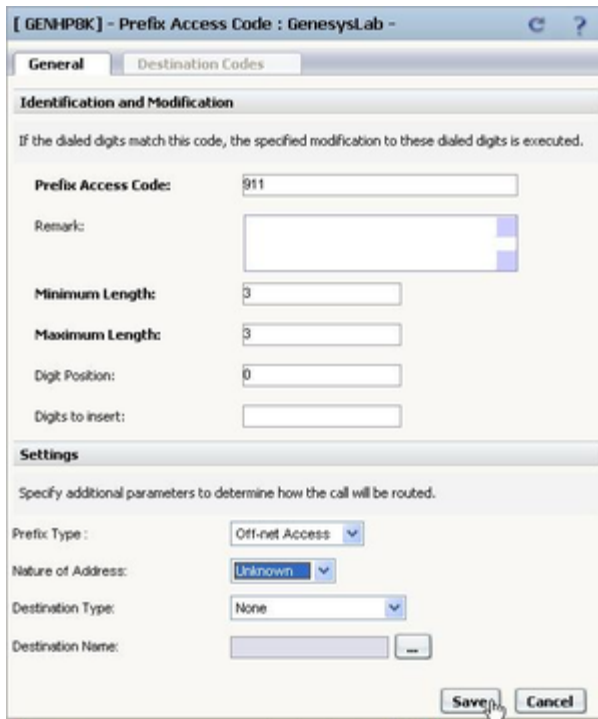 [ GENHP8K] - Prefix Access Code : GenesysLab -
?
General
Destination Codes
Identification and Modification
If the dialed digits match this code, the specified modification to these dialed digits is executed.
Prefix Access Code: 911
Remark:
Minimum Length: 3
Maximum Length: 3
Digit Position: 0
Digits to insert:
Settings
Specify additional parameters to determine how the call will be routed.
Prefix Type : Off-net Access
Nature of Address: Unknown
Destination Type: None
Destination Name: ...
Save Cancel